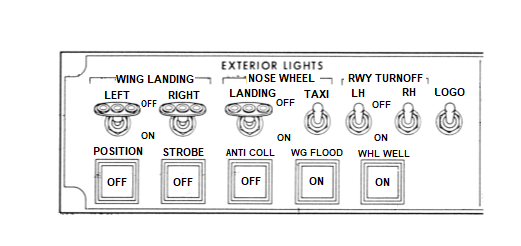 EXTERIOR LIGHTS
WING LANDING NOSE WHEEL RWY TURNOFF
LEFT OFF RIGHT LANDING OFF TAXI LH OFF RH LOGO
ON ON ON
POSITION STROBE ANTI COLL WG FLOOD WHL WELL
OFF OFF OFF ON ON